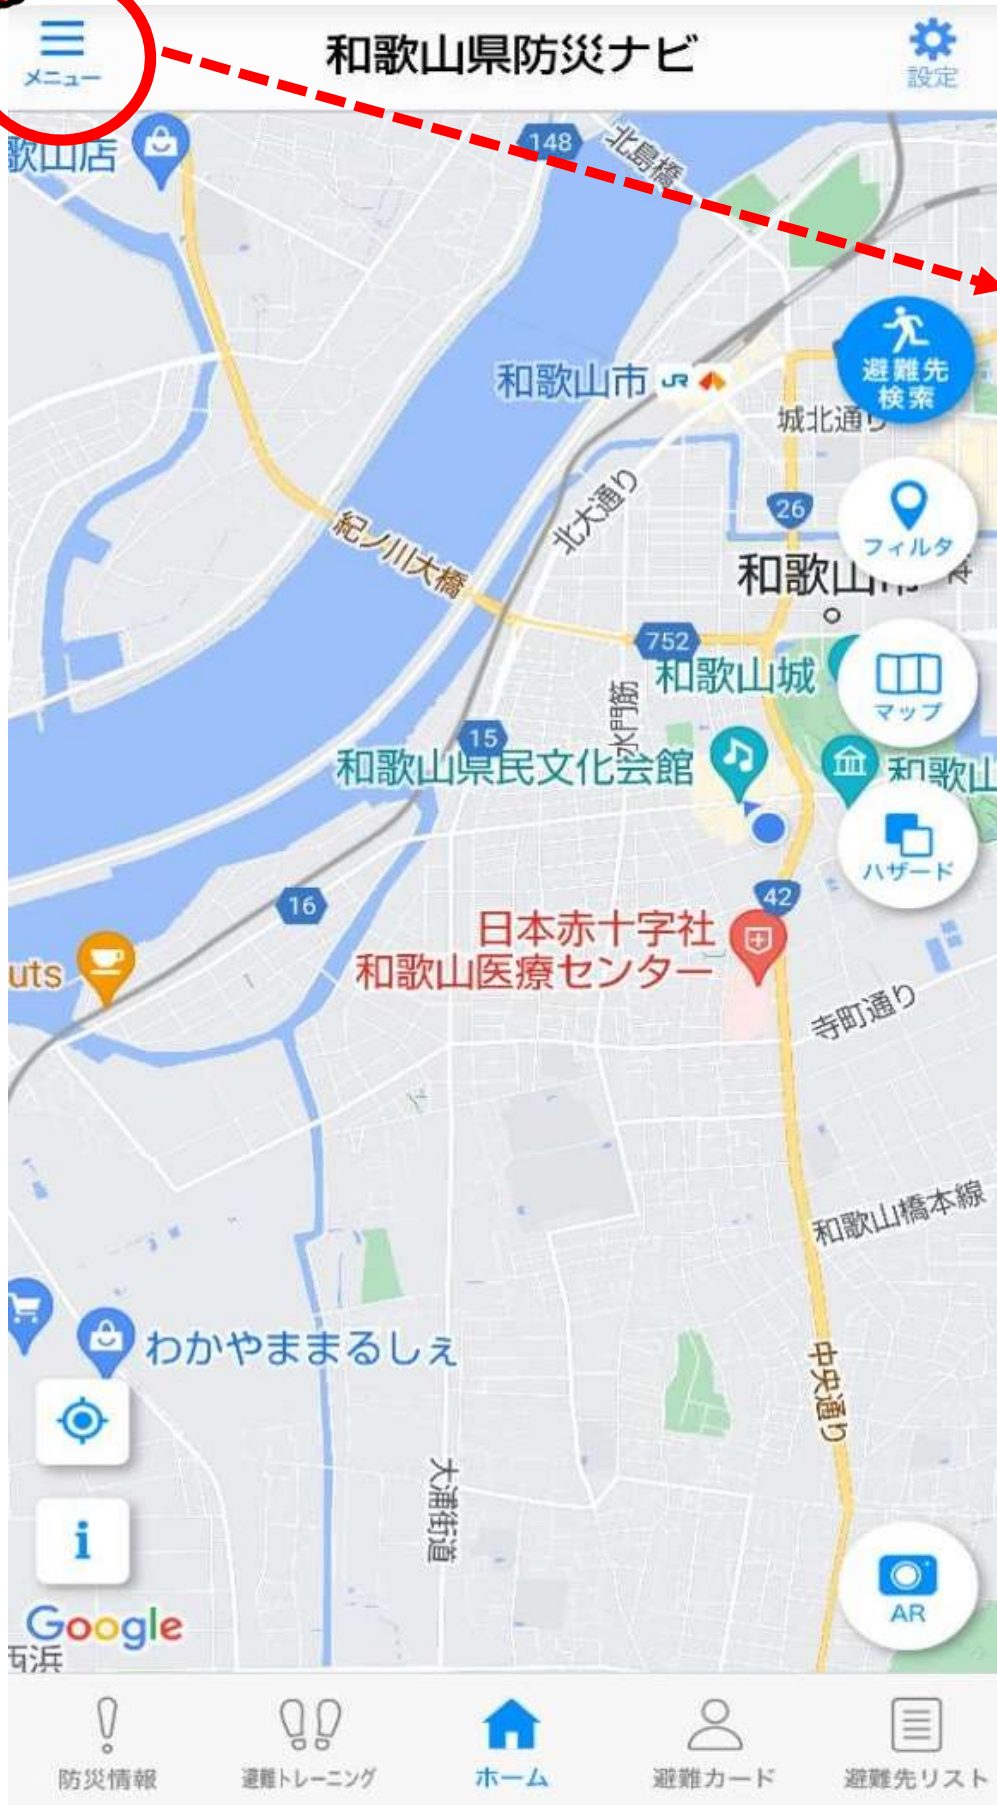 メニュー
和歌山県防災ナビ
設定
歌山店
148
北島橋
避難先
検索
和歌山市
JR
城北通り
26
フィルタ
北大通り
紀ノ川大橋
和歌山市
本
752
和歌山城
マップ
水門筋
15
和歌山県民文化会館
和歌山
ハザード
16
42
日本赤十字社
和歌山医療センター
uts
寺町通り
和歌山橋本線
わかやままるしぇ
中央通り
大浦街道
i
AR
Google
西浜
防災情報
避難トレーニング
ホーム
避難カード
避難先リスト